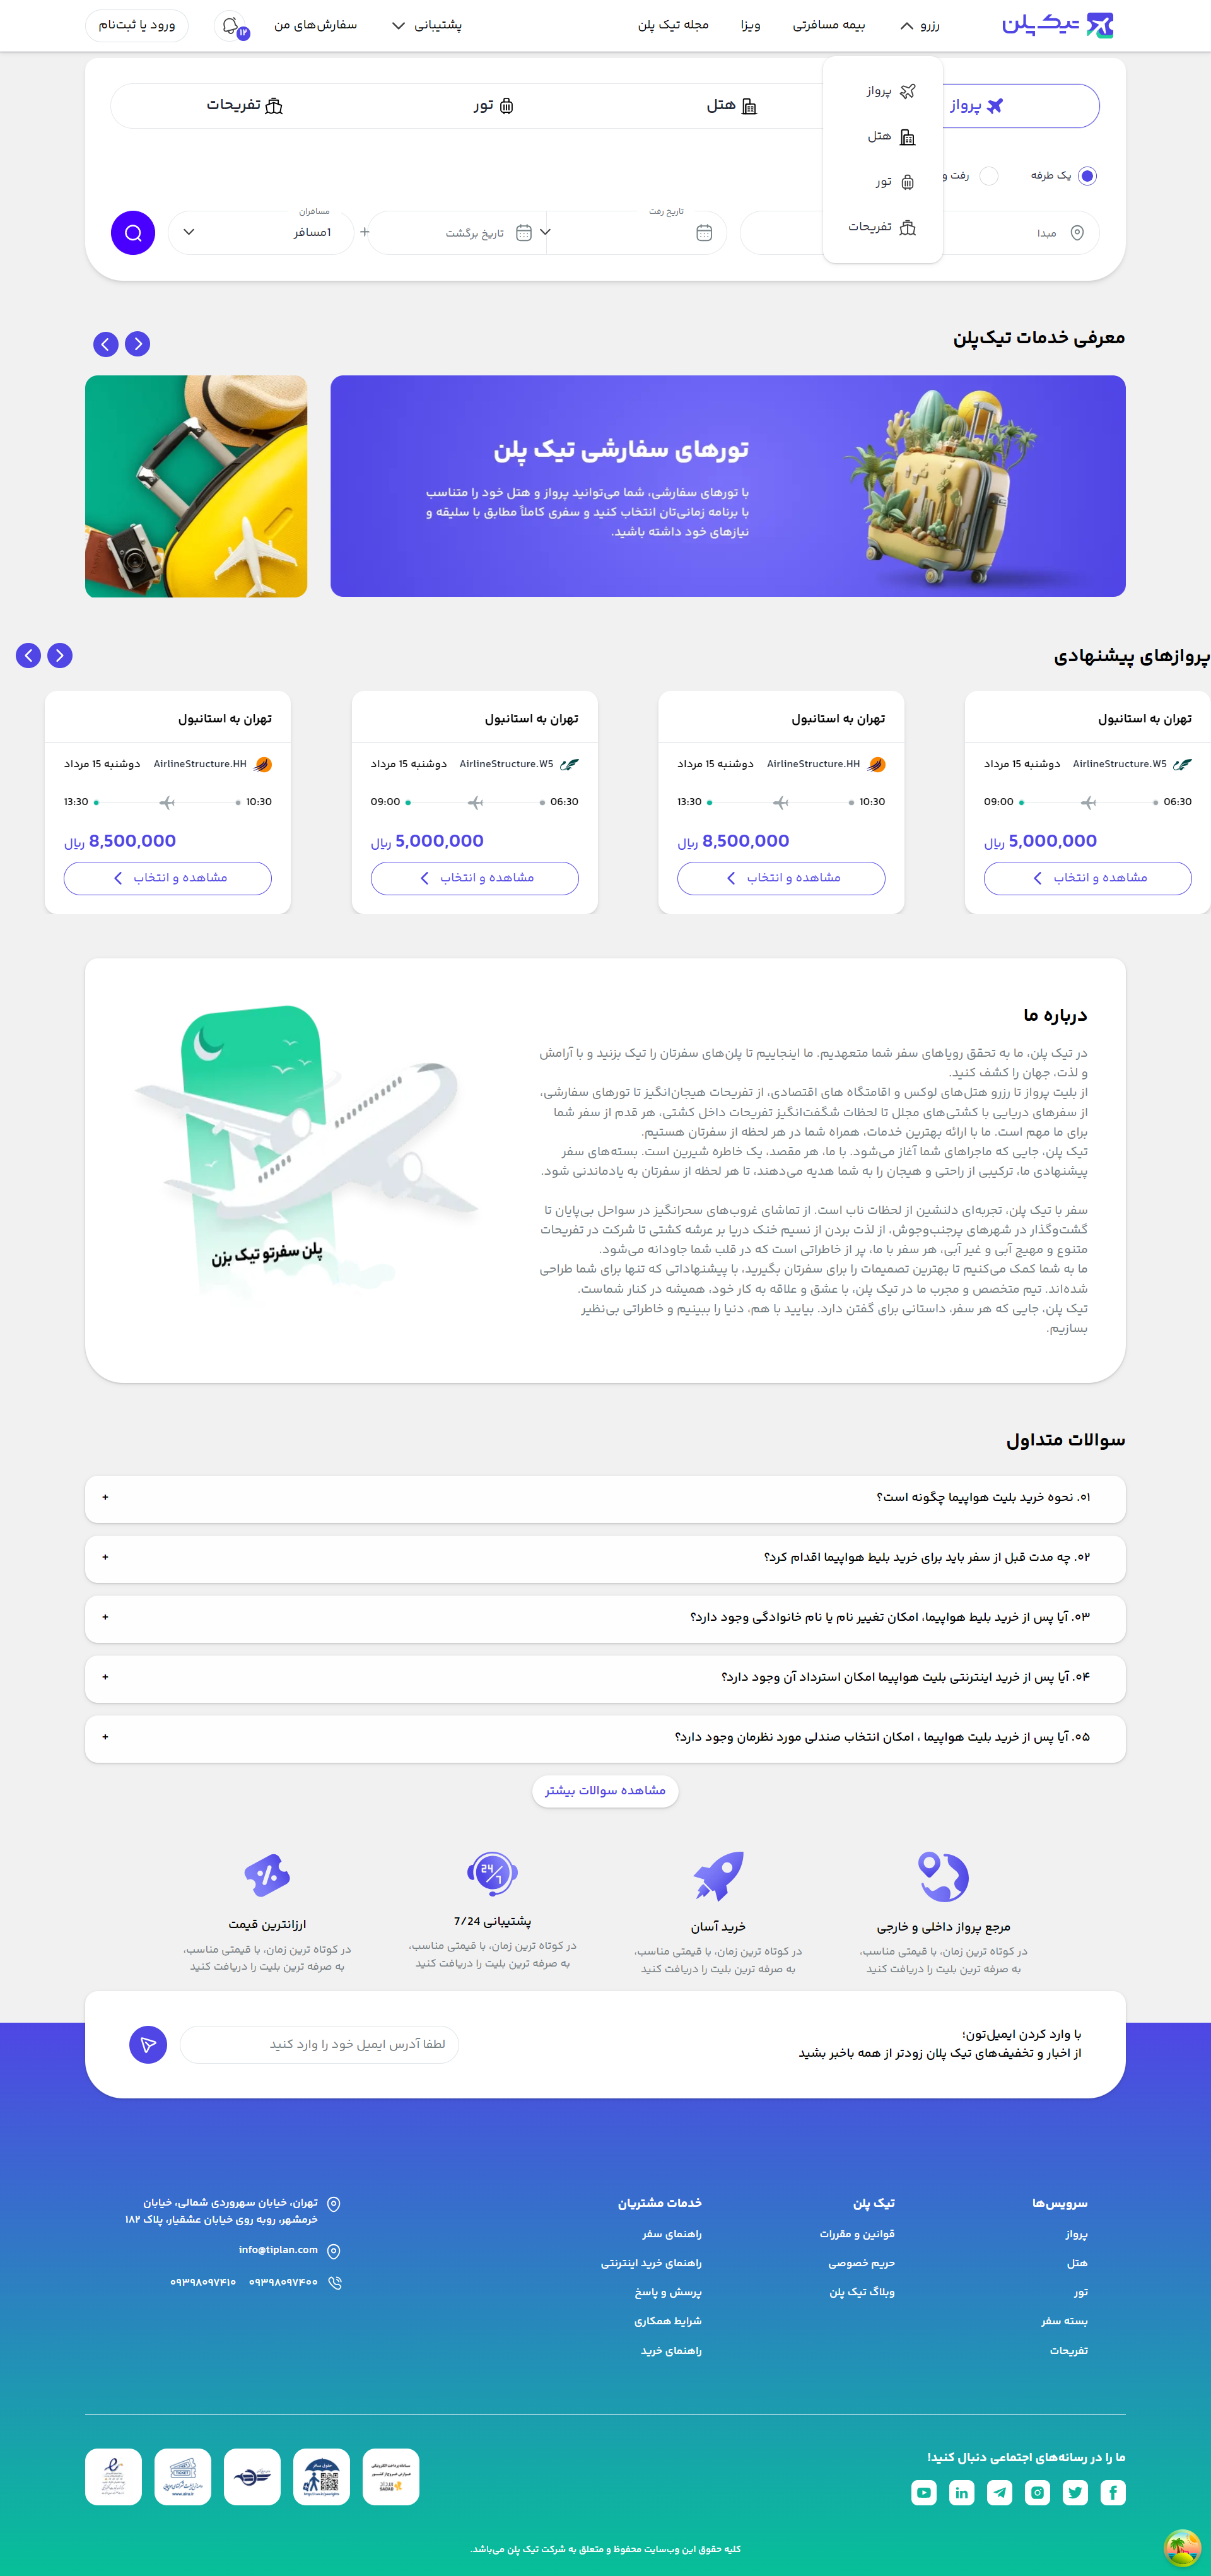 تیک‌پلن
رزرو
بیمه مسافرتی
ویزا
مجله تیک پلن
پشتیبانی
سفارش‌های من
۱۲
ورود یا ثبت‌نام
پرواز
هتل
تور
تفریحات
پرواز
هتل
تور
تفریحات
یک طرفه
رفت و
مبدا
تاریخ رفت
تاریخ برگشت
+
مسافران
1مسافر
معرفی خدمات تیک‌پلن
تورهای سفارشی تیک پلن
با تورهای سفارشی، شما می‌توانید پرواز و هتل خود را متناسب
با برنامه زمانی‌تان انتخاب کنید و سفری کاملاً مطابق با سلیقه و
نیازهای خود داشته باشید.
پروازهای پیشنهادی
تهران به استانبول
AirlineStructure.W5
دوشنبه 15 مرداد
06:30
09:00
5,000,000 ریال
مشاهده و انتخاب
تهران به استانبول
AirlineStructure.HH
دوشنبه 15 مرداد
10:30
13:30
8,500,000 ریال
مشاهده و انتخاب
تهران به استانبول
AirlineStructure.W5
دوشنبه 15 مرداد
06:30
09:00
5,000,000 ریال
مشاهده و انتخاب
تهران به استانبول
AirlineStructure.HH
دوشنبه 15 مرداد
10:30
13:30
8,500,000 ریال
مشاهده و انتخاب
درباره ما
در تیک پلن، ما به تحقق رویاهای سفر شما متعهدیم. ما اینجاییم تا پلن‌های سفرتان را تیک بزنید و با آرامش
و لذت، جهان را کشف کنید.
از بلیت پرواز تا رزرو هتل‌های لوکس و اقامتگاه های اقتصادی، از تفریحات هیجان‌انگیز تا تورهای سفارشی،
از سفرهای دریایی با کشتی‌های مجلل تا لحظات شگفت‌انگیز تفریحات داخل کشتی، هر قدم از سفر شما
برای ما مهم است. ما با ارائه بهترین خدمات، همراه شما در هر لحظه از سفرتان هستیم.
تیک پلن، جایی که ماجراهای شما آغاز می‌شود. با ما، هر مقصد، یک خاطره شیرین است. بسته‌های سفر
پیشنهادی ما، ترکیبی از راحتی و هیجان را به شما هدیه می‌دهند، تا هر لحظه از سفرتان به یادماندنی شود.
سفر با تیک پلن، تجربه‌ای دلنشین از لحظات ناب است. از تماشای غروب‌های سحرانگیز در سواحل بی‌پایان تا
گشت‌وگذار در شهرهای پرجنب‌وجوش، از لذت بردن از نسیم خنک دریا بر عرشه کشتی تا شرکت در تفریحات
متنوع و مهیج آبی و غیر آبی، هر سفر با ما، پر از خاطراتی است که در قلب شما جاودانه می‌شود.
ما به شما کمک می‌کنیم تا بهترین تصمیمات را برای سفرتان بگیرید، با پیشنهاداتی که تنها برای شما طراحی
شده‌اند. تیم متخصص و مجرب ما در تیک پلن، با عشق و علاقه به کار خود، همیشه در کنار شماست.
تیک پلن، جایی که هر سفر، داستانی برای گفتن دارد. بیایید با هم، دنیا را ببینیم و خاطراتی بی‌نظیر
بسازیم.
پلن سفرتو تیک بزن
سوالات متداول
۰۱. نحوه خرید بلیت هواپیما چگونه است؟
+
۰۲. چه مدت قبل از سفر باید برای خرید بلیط هواپیما اقدام کرد؟
+
۰۳. آیا پس از خرید بلیط هواپیما، امکان تغییر نام یا نام خانوادگی وجود دارد؟
+
۰۴. آیا پس از خرید اینترنتی بلیت هواپیما امکان استرداد آن وجود دارد؟
+
۰۵. آیا پس از خرید بلیت هواپیما ، امکان انتخاب صندلی مورد نظرمان وجود دارد؟
+
مشاهده سوالات بیشتر
مرجع پرواز داخلی و خارجی
در کوتاه ترین زمان، با قیمتی مناسب،
به صرفه ترین بلیت را دریافت کنید
خرید آسان
در کوتاه ترین زمان، با قیمتی مناسب،
به صرفه ترین بلیت را دریافت کنید
24/7
پشتیبانی 7/24
در کوتاه ترین زمان، با قیمتی مناسب،
به صرفه ترین بلیت را دریافت کنید
ارزانترین قیمت
در کوتاه ترین زمان، با قیمتی مناسب،
به صرفه ترین بلیت را دریافت کنید
با وارد کردن ایمیل‌تون؛
از اخبار و تخفیف‌های تیک پلان زودتر از همه باخبر بشید
لطفا آدرس ایمیل خود را وارد کنید
سرویس‌ها
پرواز
هتل
تور
بسته سفر
تفریحات
تیک پلن
قوانین و مقررات
حریم خصوصی
وبلاگ تیک پلن
خدمات مشتریان
راهنمای سفر
راهنمای خرید اینترنتی
پرسش و پاسخ
شرایط همکاری
راهنمای خرید
تهران، خیابان سهروردی شمالی، خیابان
خرمشهر، روبه روی خیابان عشقیار، پلاک ۱۸۲
info@tiplan.com
۰۹۳۹۸۰۹۷۴۰۰
۰۹۳۹۸۰۹۷۴۱۰
ما را در رسانه‌های اجتماعی دنبال کنید!
کلیه حقوق این وب‌سایت محفوظ و متعلق به شرکت تیک پلن می‌باشد.